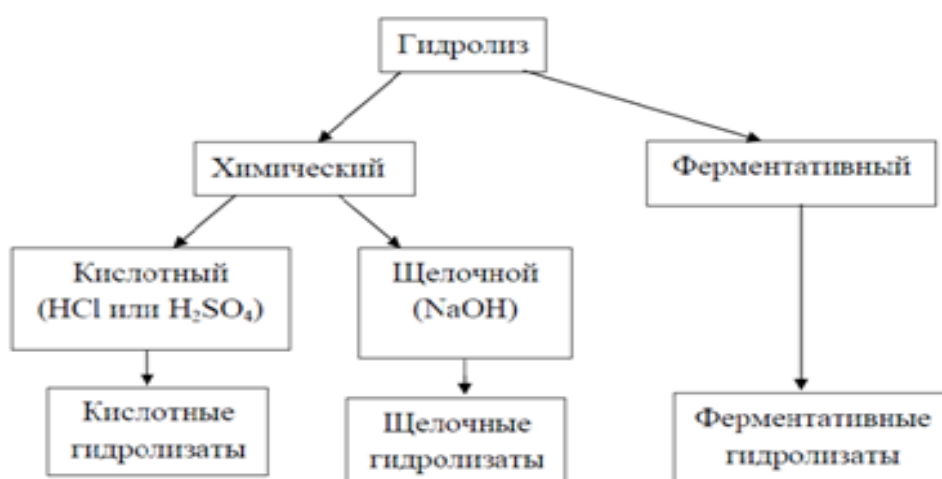 Гидролиз
Химический
Ферментативный
Кислотный
(HCl или H₂SO₄)
Щелочной
(NaOH)
Кислотные
гидролизаты
Щелочные
гидролизаты
Ферментативные
гидролизаты